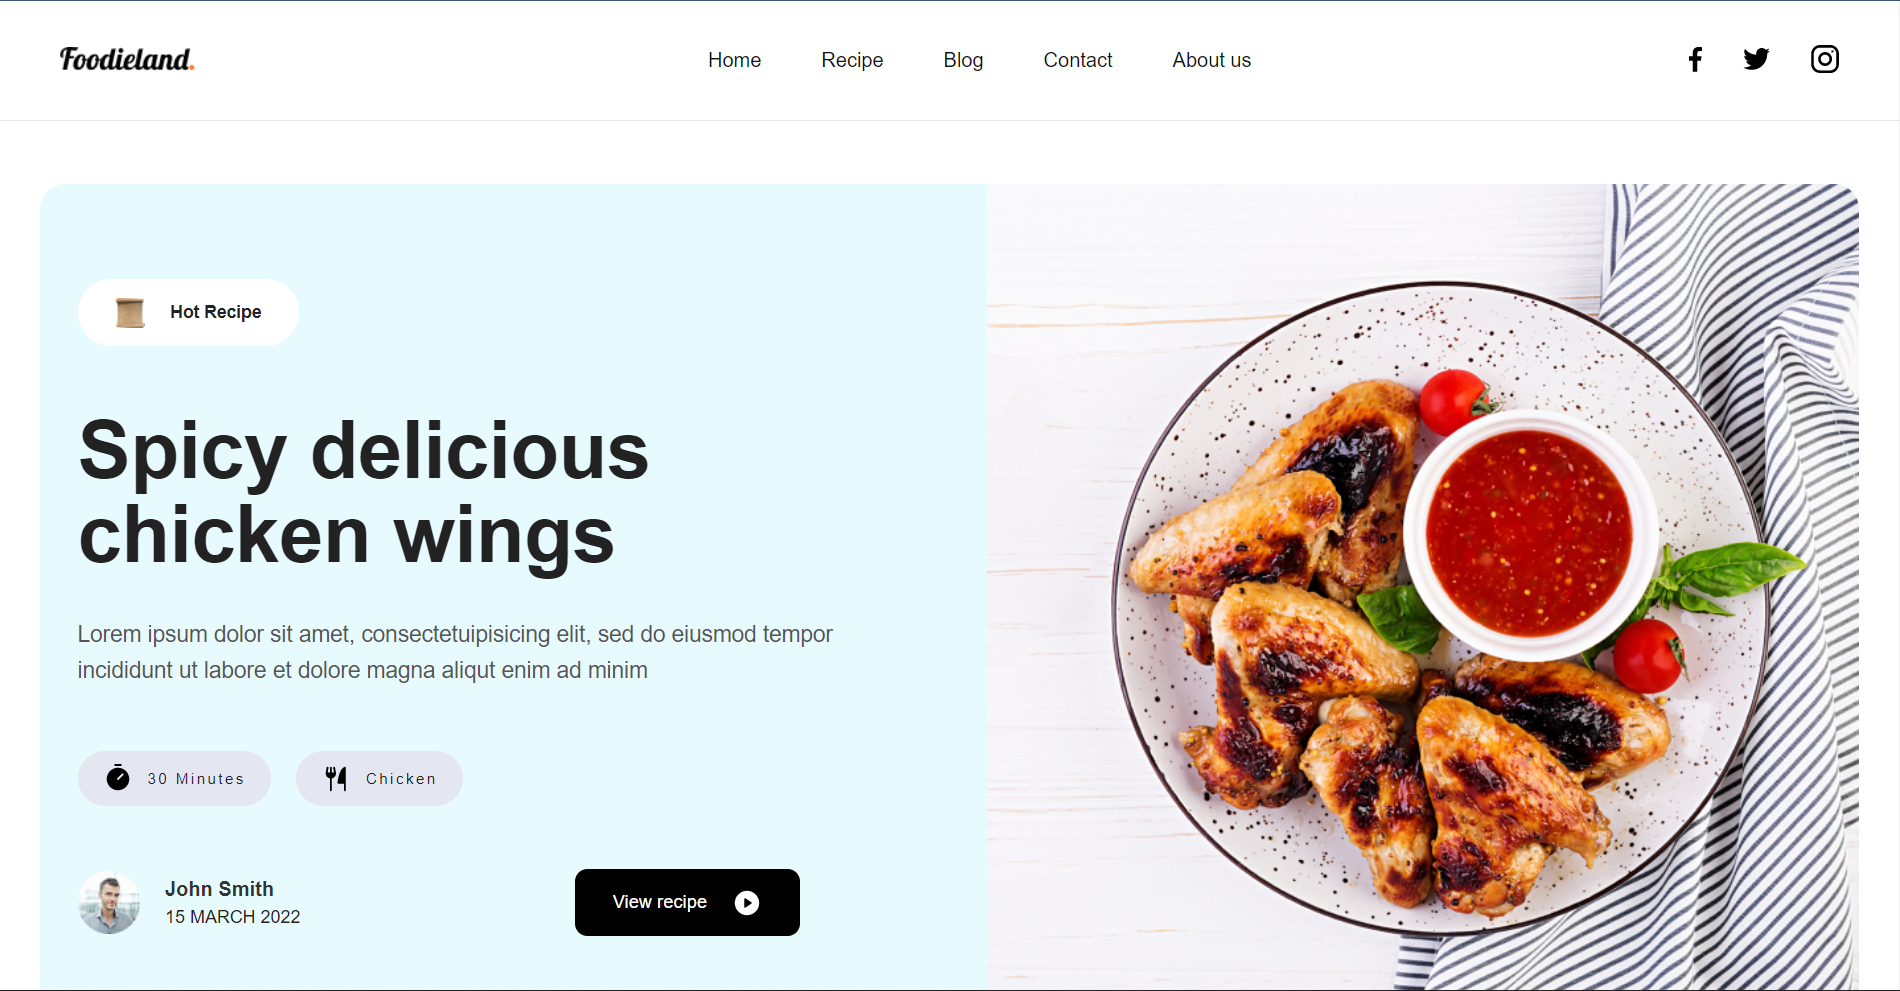 Foodieland.
Home Recipe Blog Contact About us
Hot Recipe
Spicy delicious
chicken wings
Lorem ipsum dolor sit amet, consectetuipisicing elit, sed do eiusmod tempor
incididunt ut labore et dolore magna aliqut enim ad minim
30 Minutes Chicken
John Smith
15 MARCH 2022
View recipe